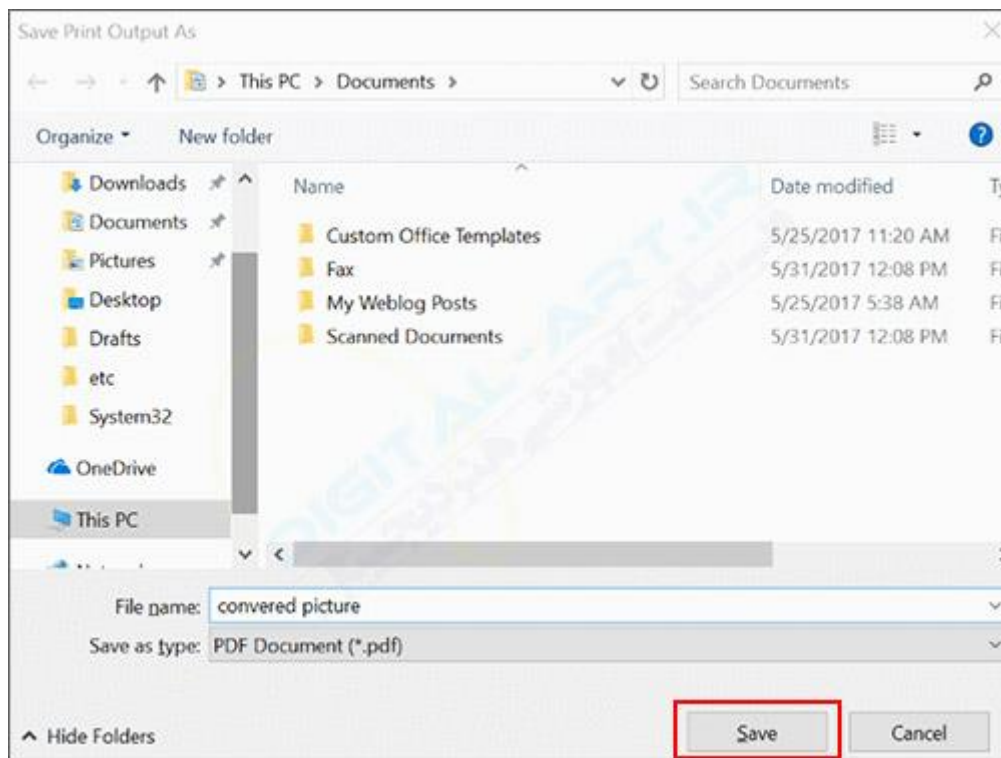 Save Print Output As
This PC > Documents >
Search Documents
Organize
New folder
Name
Date modified
Downloads
Documents
Pictures
Desktop
Drafts
etc
System32
OneDrive
This PC
Custom Office Templates 5/25/2017 11:20 AM
Fax 5/31/2017 12:08 PM
My Weblog Posts 5/25/2017 5:38 AM
Scanned Documents 5/31/2017 12:08 PM
DIGITAL-ART.IR
File name: convered picture
Save as type: PDF Document (*.pdf)
Hide Folders
Save
Cancel